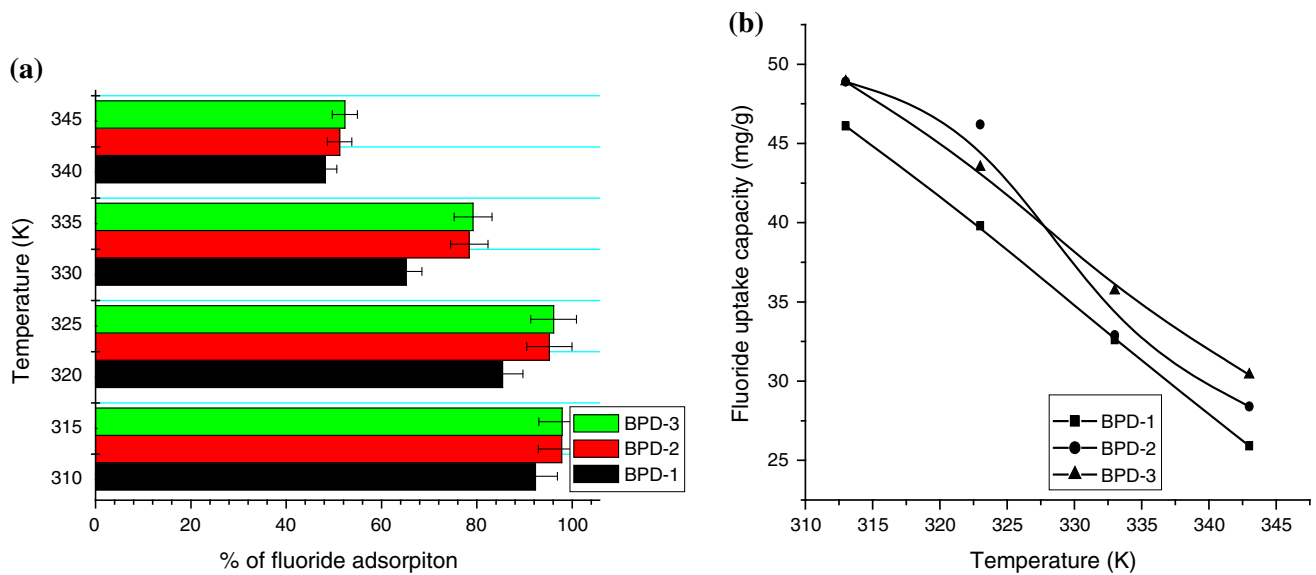 (a)
Temperature (K)
345
340
335
330
325
320
315
310
BPD-3
BPD-2
BPD-1
0 20 40 60 80 100
% of fluoride adsorpiton
(b)
Fluoride uptake capacity (mg/g)
50
45
40
35
30
25
BPD-1
BPD-2
BPD-3
310 315 320 325 330 335 340 345
Temperature (K)